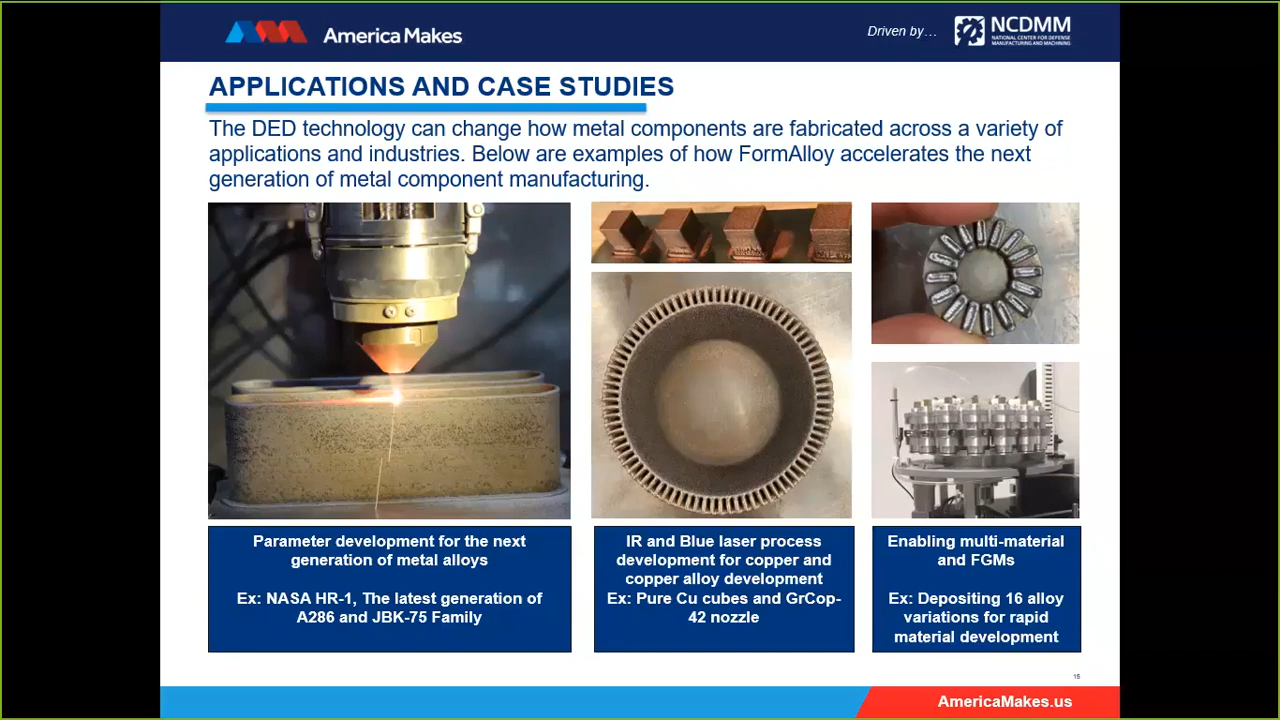 America Makes
Driven by…
NCDMM
NATIONAL CENTER FOR DEFENSE
MANUFACTURING AND MACHINING
APPLICATIONS AND CASE STUDIES
The DED technology can change how metal components are fabricated across a variety of
applications and industries. Below are examples of how FormAlloy accelerates the next
generation of metal component manufacturing.
Parameter development for the next
generation of metal alloys
Ex: NASA HR-1, The latest generation of
A286 and JBK-75 Family
IR and Blue laser process
development for copper and
copper alloy development
Ex: Pure Cu cubes and GrCop-
42 nozzle
Enabling multi-material
and FGMs
Ex: Depositing 16 alloy
variations for rapid
material development
15
AmericaMakes.us